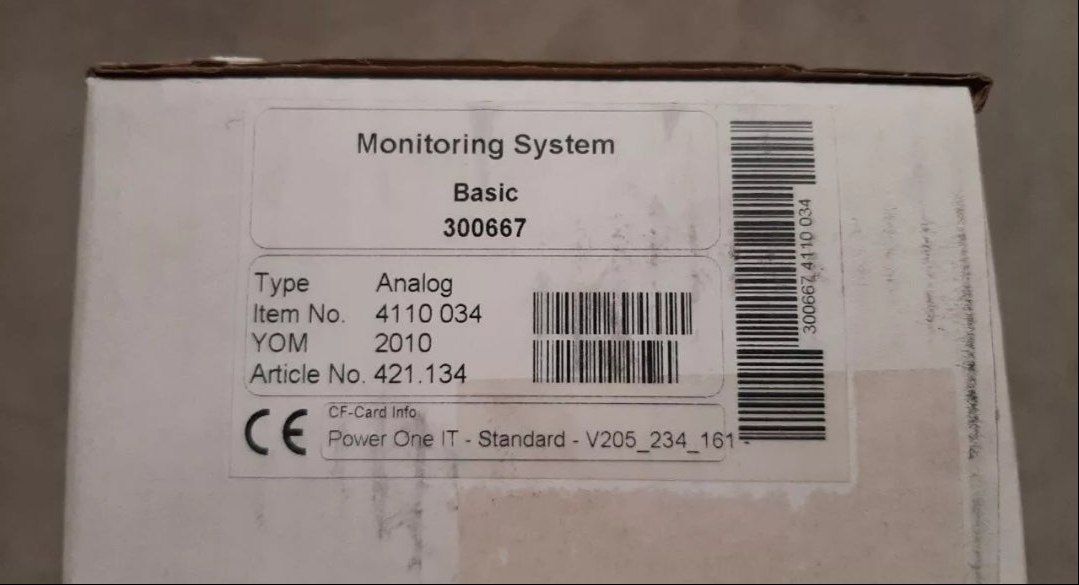 Monitoring System
Basic
300667
Type Analog
Item No. 4110 034
YOM 2010
Article No. 421.134
CE
CF-Card Info
Power One IT - Standard - V205_234_161 -
300667 4110 034